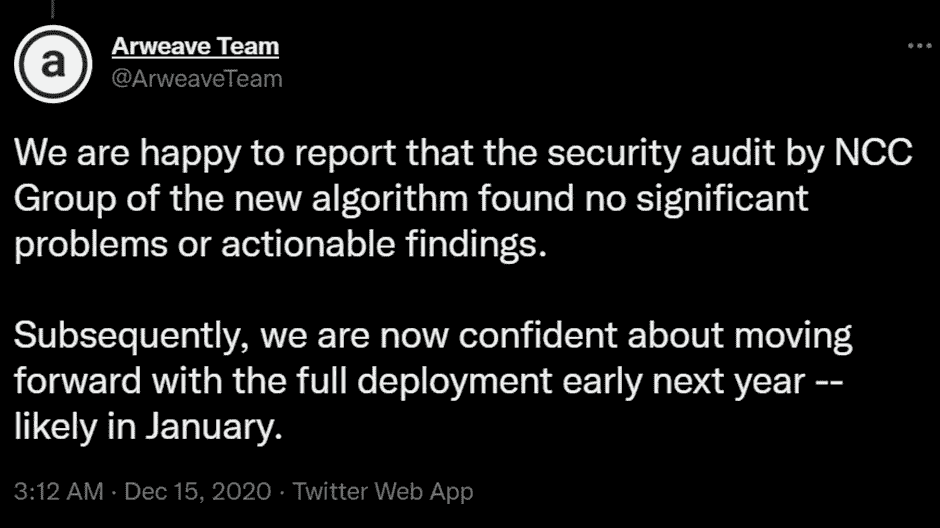 a
Arweave Team
@ArweaveTeam
We are happy to report that the security audit by NCC
Group of the new algorithm found no significant
problems or actionable findings.
Subsequently, we are now confident about moving
forward with the full deployment early next year --
likely in January.
3:12 AM · Dec 15, 2020 · Twitter Web App